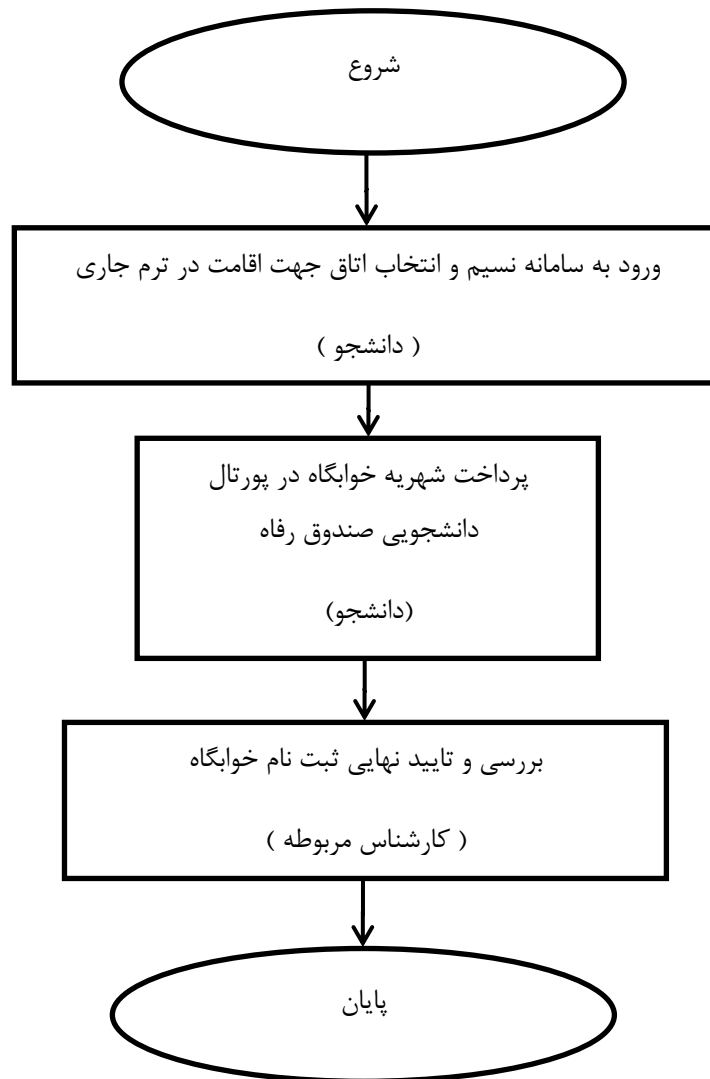 شروع
ورود به سامانه نسیم و انتخاب اتاق جهت اقامت در ترم جاری
( دانشجو )
پرداخت شهریه خوابگاه در پورتال
دانشجویی صندوق رفاه
(دانشجو)
بررسی و تایید نهایی ثبت نام خوابگاه
( کارشناس مربوطه )
پایان